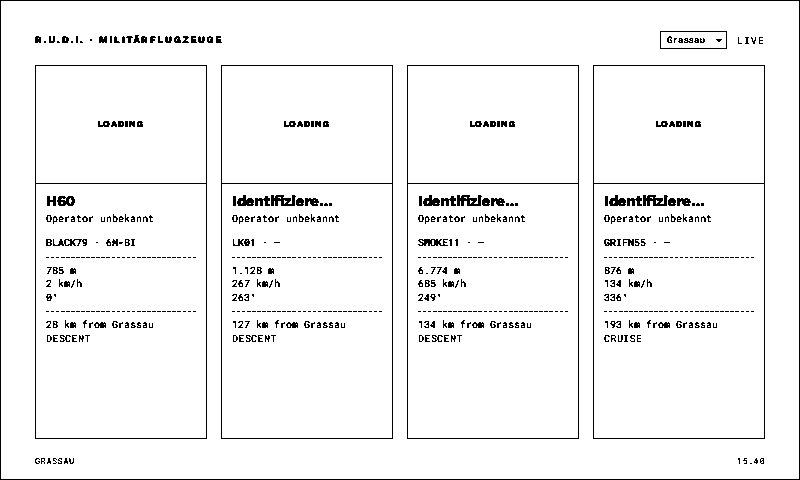 R.U.D.I. · MILITÄRFLUGZEUGE
Grassau
LIVE
LOADING
H60
Operator unbekannt
BLACK79 · 6M-BI
785 m
2 km/h
0°
28 km from Grassau
DESCENT
LOADING
Identifiziere...
Operator unbekannt
LK01 · —
1.128 m
267 km/h
263°
127 km from Grassau
DESCENT
LOADING
Identifiziere...
Operator unbekannt
SMOKE11 · —
6.774 m
685 km/h
249°
134 km from Grassau
DESCENT
LOADING
Identifiziere...
Operator unbekannt
GRIFN55 · —
876 m
134 km/h
336°
193 km from Grassau
CRUISE
GRASSAU
15.40